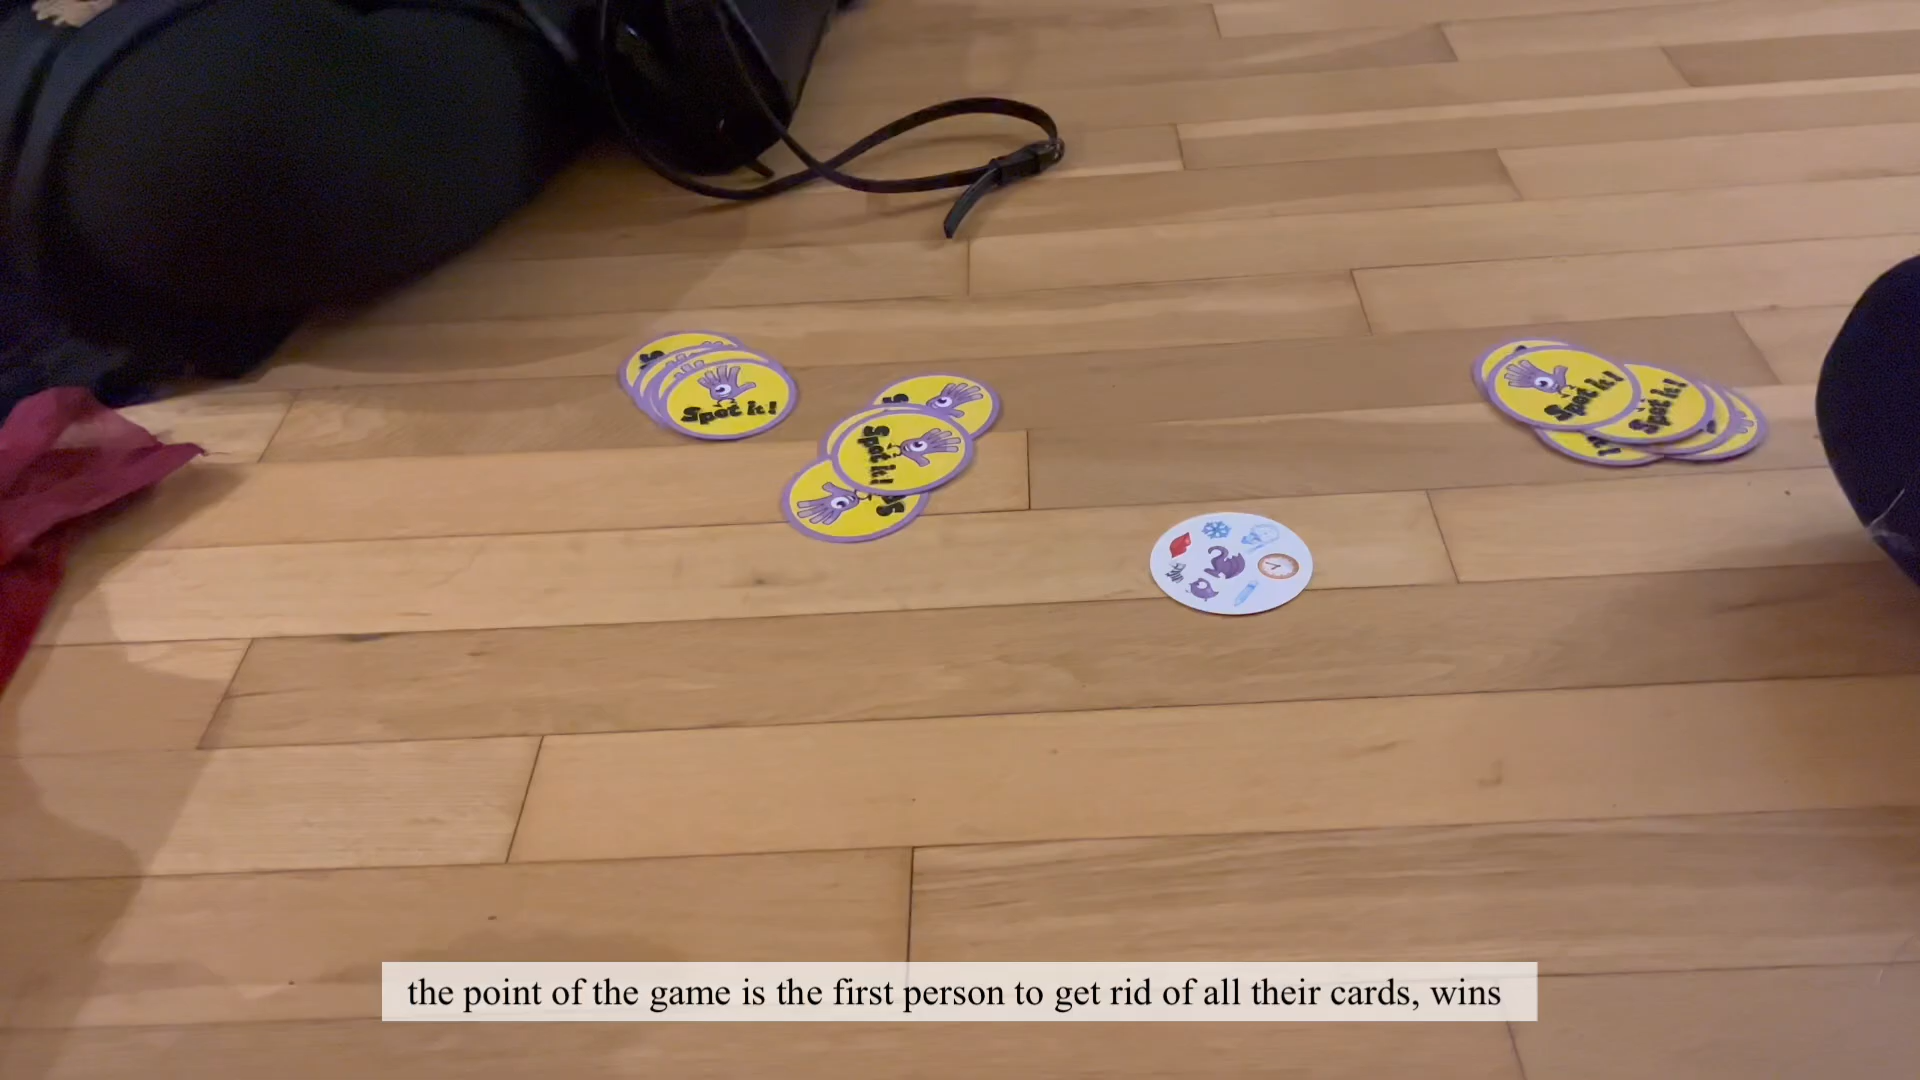 Spot it!
Spot it!
Spot it!
Spot it!
the point of the game is the first person to get rid of all their cards, wins